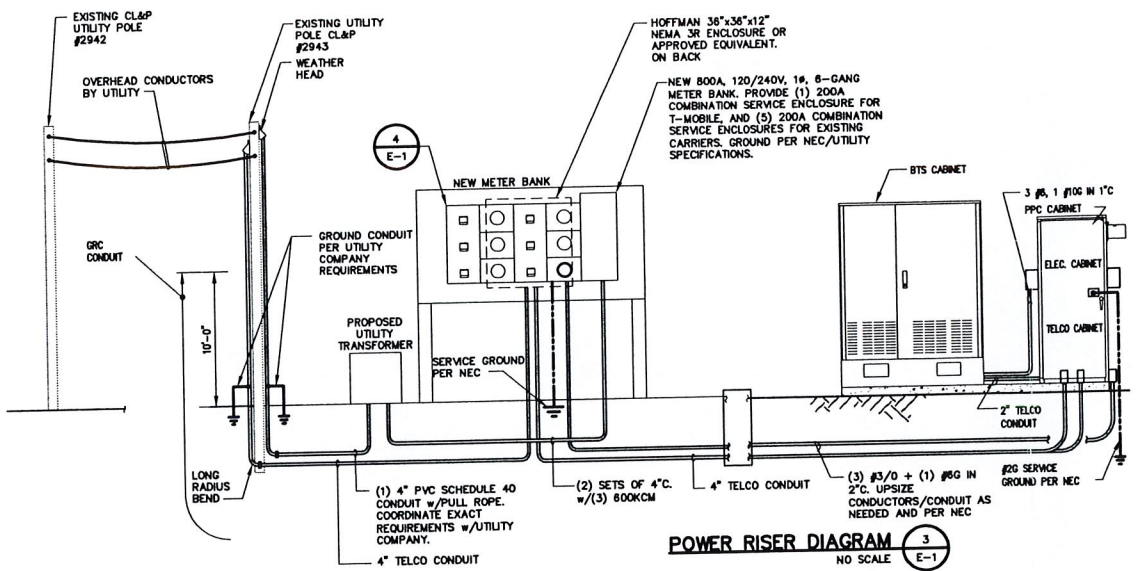 EXISTING CL&P
UTILITY POLE
#2942
OVERHEAD CONDUCTORS
BY UTILITY
EXISTING UTILITY
POLE CL&P
#2943
WEATHER
HEAD
HOFFMAN 36"x36"x12"
NEMA 3R ENCLOSURE OR
APPROVED EQUIVALENT.
ON BACK
NEW 800A, 120/240V, 1ø, 6-GANG
METER BANK. PROVIDE (1) 200A
COMBINATION SERVICE ENCLOSURE FOR
T-MOBILE, AND (5) 200A COMBINATION
SERVICE ENCLOSURES FOR EXISTING
CARRIERS. GROUND PER NEC/UTILITY
SPECIFICATIONS.
4
E-1
NEW METER BANK
BTS CABINET
3 #6, 1 #10G IN 1"C
PPC CABINET
ELEC. CABINET
TELCO CABINET
GRC
CONDUIT
10'-0"
GROUND CONDUIT
PER UTILITY
COMPANY
REQUIREMENTS
PROPOSED
UTILITY
TRANSFORMER
SERVICE GROUND
PER NEC
2" TELCO
CONDUIT
LONG
RADIUS
BEND
(1) 4" PVC SCHEDULE 40
CONDUIT w/PULL ROPE.
COORDINATE EXACT
REQUIREMENTS w/UTILITY
COMPANY.
4" TELCO CONDUIT
(2) SETS OF 4"C.
w/(3) 600KCM
4" TELCO CONDUIT
(3) #3/0 + (1) #6G IN
2"C. UPSIZE
CONDUCTORS/CONDUIT AS
NEEDED AND PER NEC
#2G SERVICE
GROUND PER NEC
POWER RISER DIAGRAM
NO SCALE
3
E-1